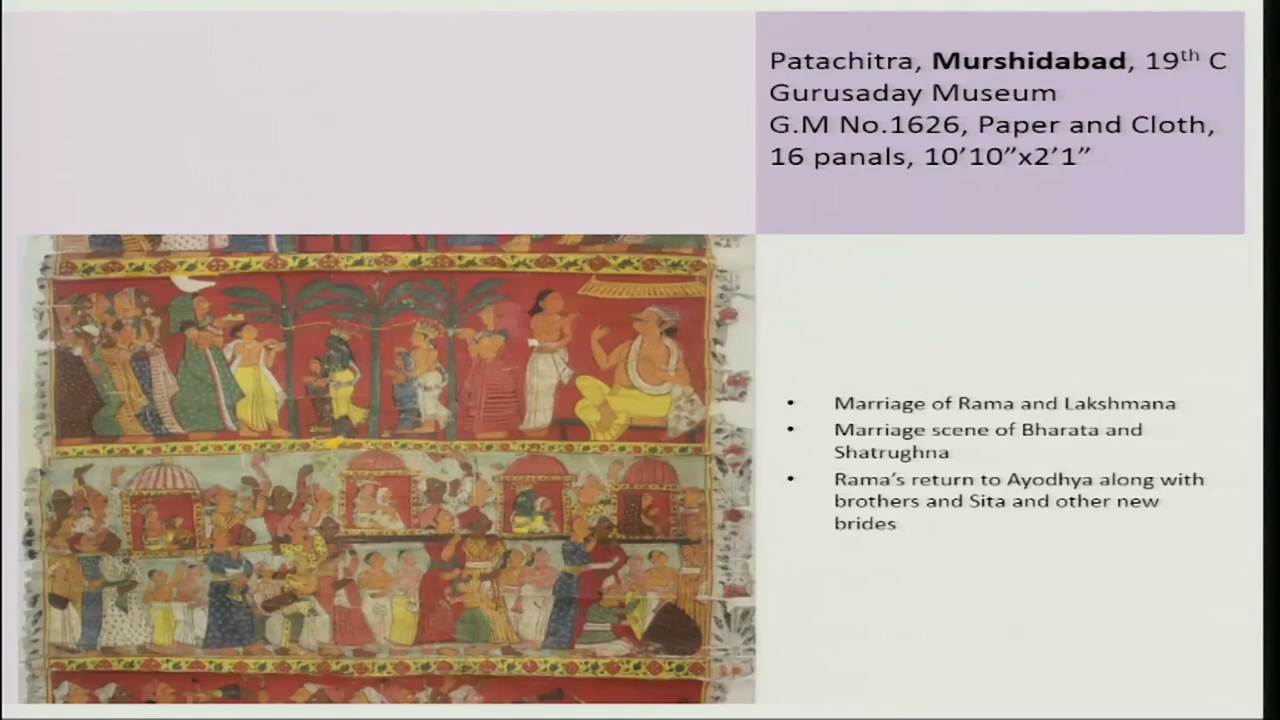 Patachitra, Murshidabad, 19th C
Gurusaday Museum
G.M No.1626, Paper and Cloth,
16 panals, 10’10”x2’1”
• Marriage of Rama and Lakshmana
• Marriage scene of Bharata and
Shatrughna
• Rama’s return to Ayodhya along with
brothers and Sita and other new
brides